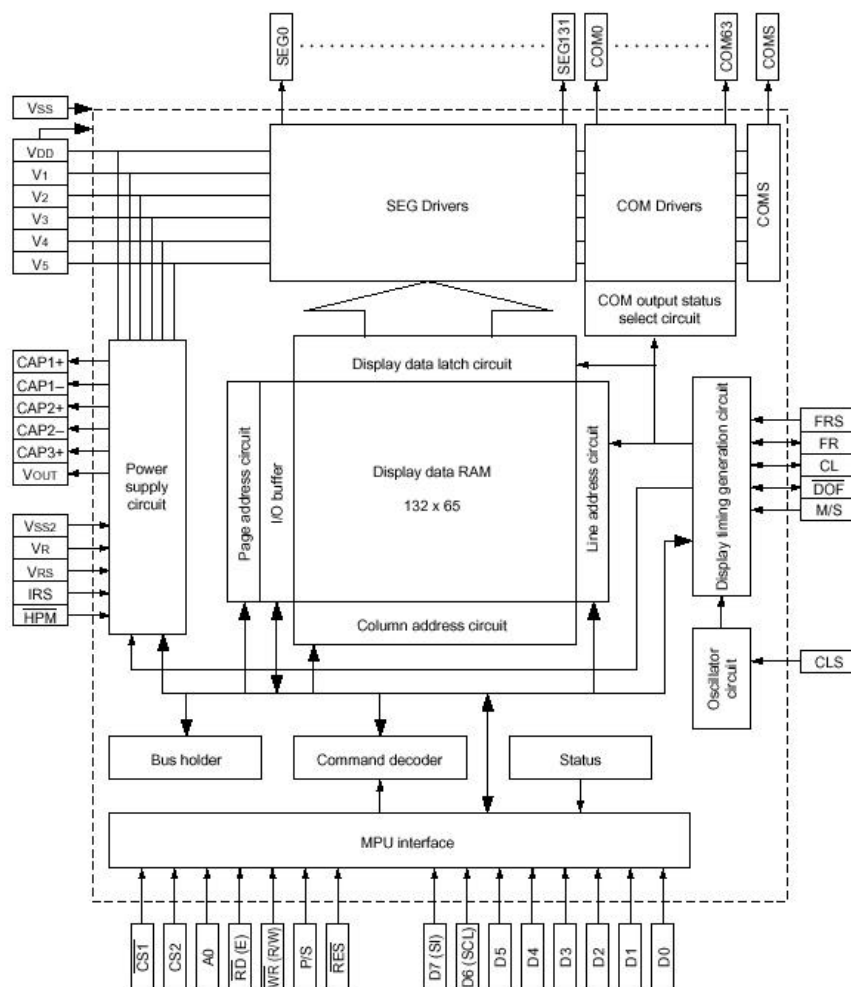 SEG0
SEG131
COM0
COM63
COMS
VSS
VDD
V1
V2
V3
V4
V5
SEG Drivers
COM Drivers
COMS
COM output status
select circuit
CAP1+
CAP1–
CAP2+
CAP2–
CAP3+
VOUT
VSS2
VR
VRS
IRS
HPM
Power
supply
circuit
Display data latch circuit
Page address circuit
I/O buffer
Display data RAM
132 x 65
Line address circuit
Column address circuit
Display timing generation circuit
FRS
FR
CL
DOF
M/S
Oscillator
circuit
CLS
Bus holder
Command decoder
Status
MPU interface
CS1
CS2
A0
RD (E)
WR (R/W)
P/S
RES
D7 (SI)
D6 (SCL)
D5
D4
D3
D2
D1
D0